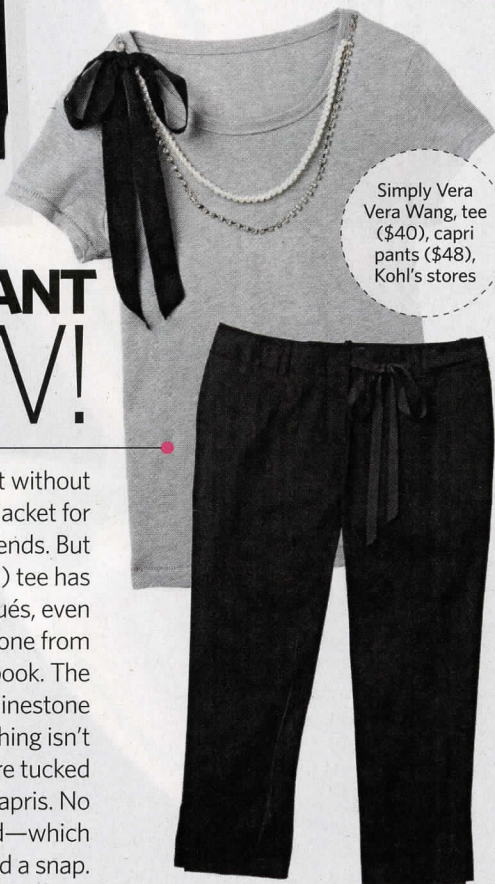 Simply Vera
Vera Wang, tee
($40), capri
pants ($48),
Kohl's stores
ANT
V!
t without
acket for
ends. But
) tee has
ués, even
one from
ook. The
inestone
hing isn't
re tucked
apris. No
d—which
d a snap.